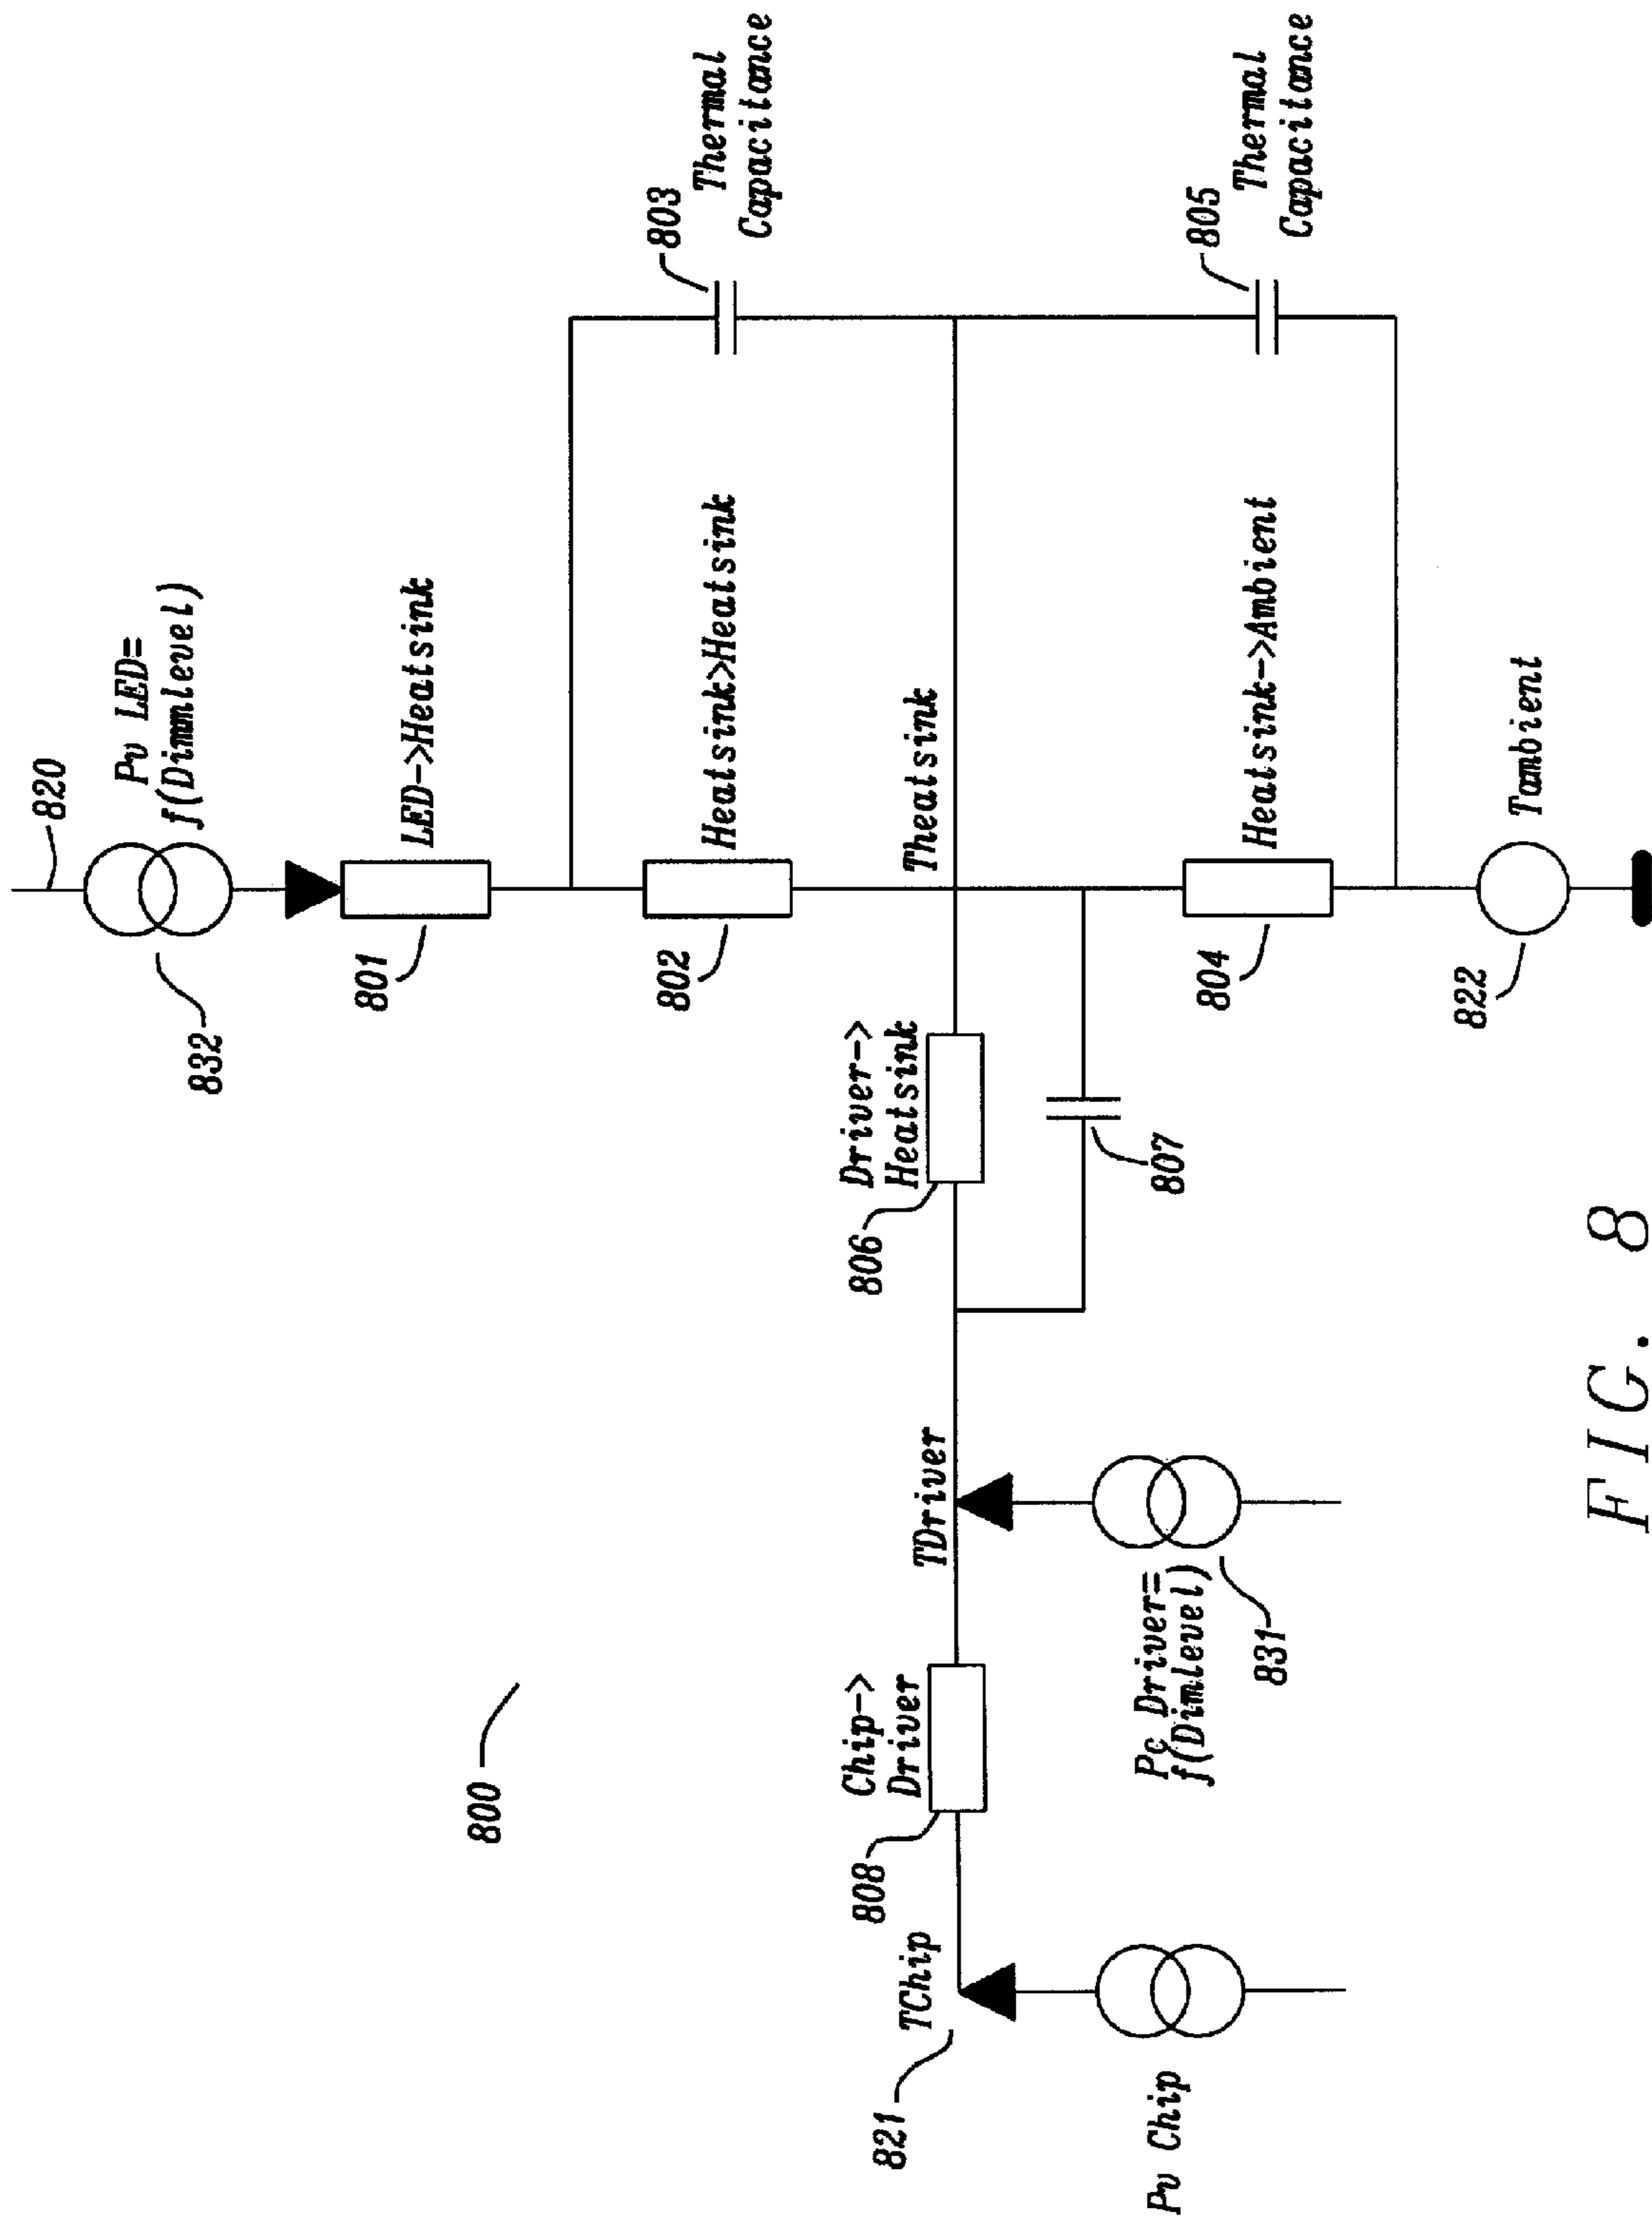 820
Pv LED=
f(Dimmlevel)
832
LED->Heatsink
801
803
Thermal
Capacitance
Heatsink>Heatsink
802
Theatsink
800
Chip->
Driver
808
TChip
821
Pv Chip
TDriver
Pc Driver=
f(Dimlevel)
831
Driver->
Heatsink
806
807
805
Thermal
Capacitance
Heatsink->Ambient
804
Tambient
822
FIG. 8